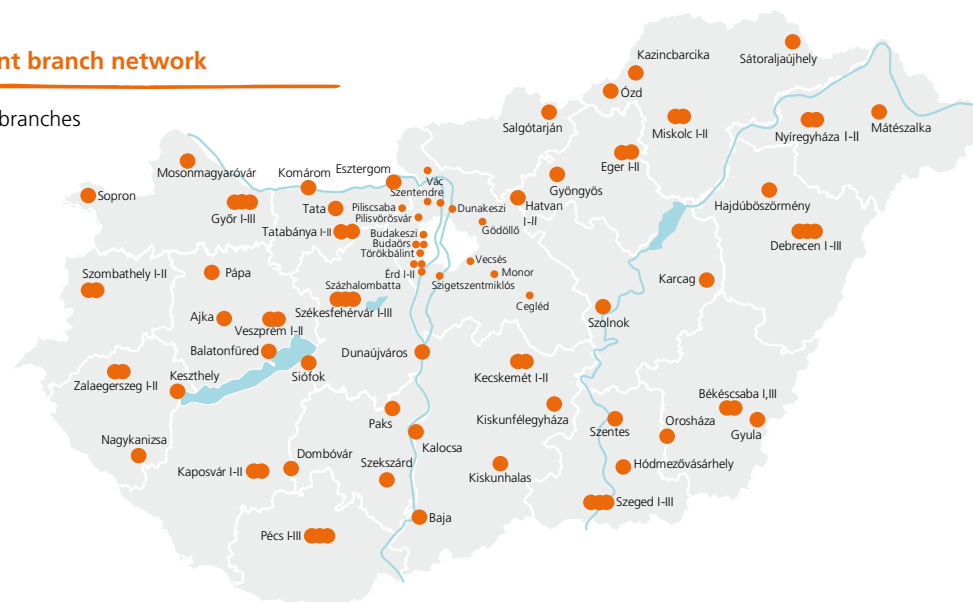 nt branch network
branches
Kazincbarcika
Sátoraljaújhely
Ózd
Salgótarján
Miskolc I-II
Nyíregyháza I-II
Mátészalka
Mosonmagyaróvár
Komárom
Esztergom
Vác
Eger I-II
Gyöngyös
Sopron
Szentendre
Hatvan
I-II
Hajdúböszörmény
Győr I-III
Tata
Piliscsaba
Pilisvörösvár
Dunakeszi
Gödöllő
Tatabánya I-II
Budakeszi
Budaörs
Törökbálint
Debrecen I-III
Szombathely I-II
Pápa
Érd I-II
Vecsés
Monor
Százhalombatta
Szigetszentmiklós
Karcag
Cegléd
Székesfehérvár I-III
Ajka
Veszprém I-II
Szolnok
Balatonfüred
Dunaújváros
Zalaegerszeg I-II
Keszthely
Siófok
Kecskemét I-II
Békéscsaba I,III
Paks
Kiskunfélegyháza
Szentes
Orosháza
Gyula
Nagykanizsa
Kalocsa
Kaposvár I-II
Dombóvár
Szekszárd
Kiskunhalas
Hódmezővásárhely
Szeged I-III
Baja
Pécs I-III